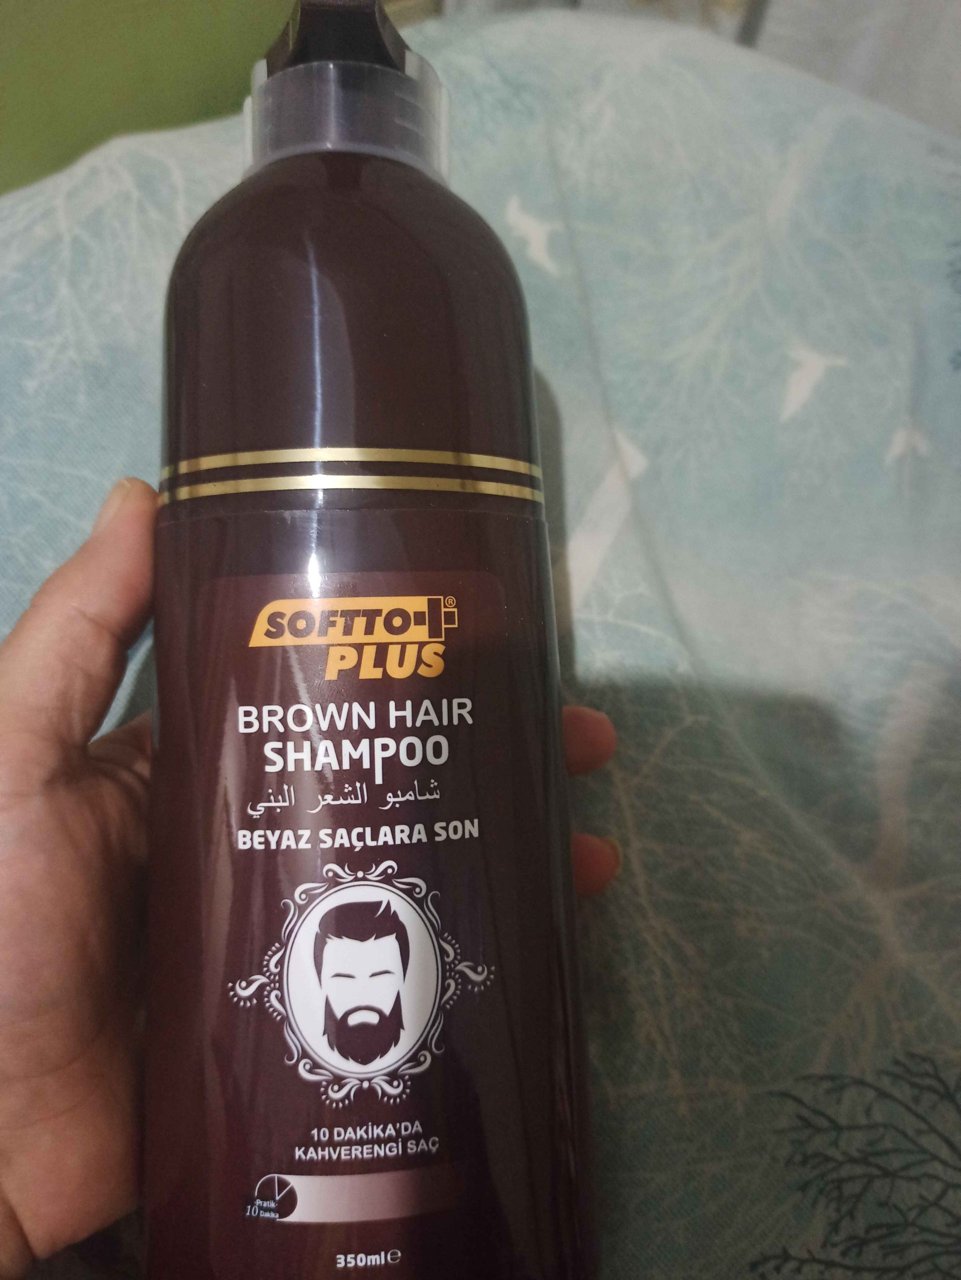 SOFTTO+®
PLUS
BROWN HAIR
SHAMPOO
شامبو الشعر البني
BEYAZ SAÇLARA SON
10 DAKİKA'DA
KAHVERENGİ SAÇ
Pratik
10 Dakika
350ml℮